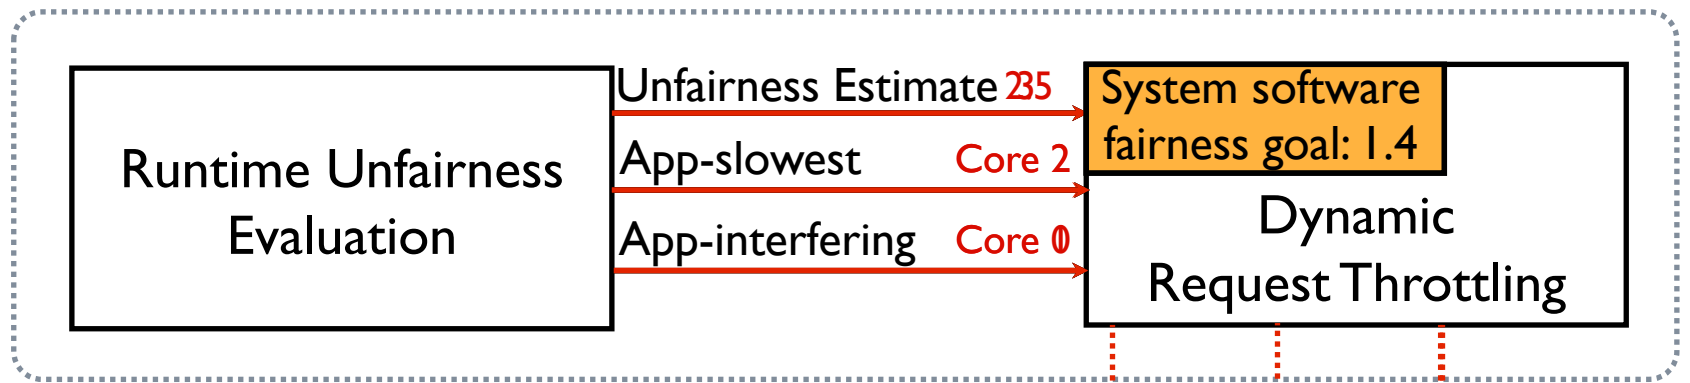 Unfairness Estimate
System software
fairness goal: 1.4
App-slowest Core 2
Runtime Unfairness
Evaluation
App-interfering Core
Dynamic
Request Throttling